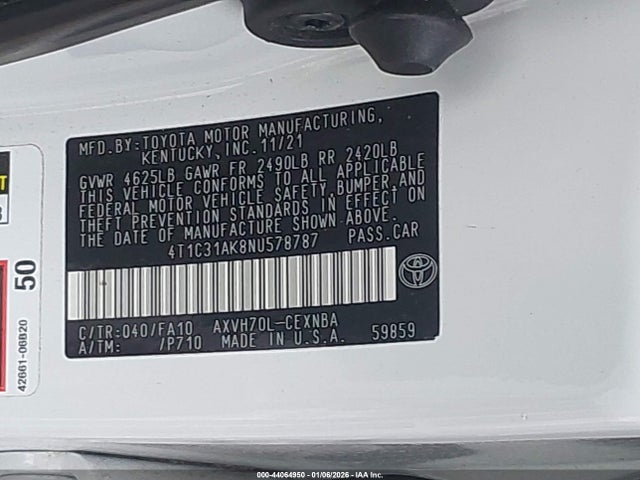 MFD.BY:TOYOTA MOTOR MANUFACTURING,
KENTUCKY, INC. 11/21
GVWR 4625LB GAWR FR 2490LB RR 2420LB
THIS VEHICLE CONFORMS TO ALL APPLICABLE
FEDERAL MOTOR VEHICLE SAFETY, BUMPER, AND
THEFT PREVENTION STANDARDS IN EFFECT ON
THE DATE OF MANUFACTURE SHOWN ABOVE.
4T1C31AK8NU578787 PASS.CAR
C/TR:040/FA10 AXVH70L-CEXNBA
A/TM: /P710 MADE IN U.S.A. 59859
50
42661-06B20
000-44064950 - 01/06/2026 - IAA Inc.